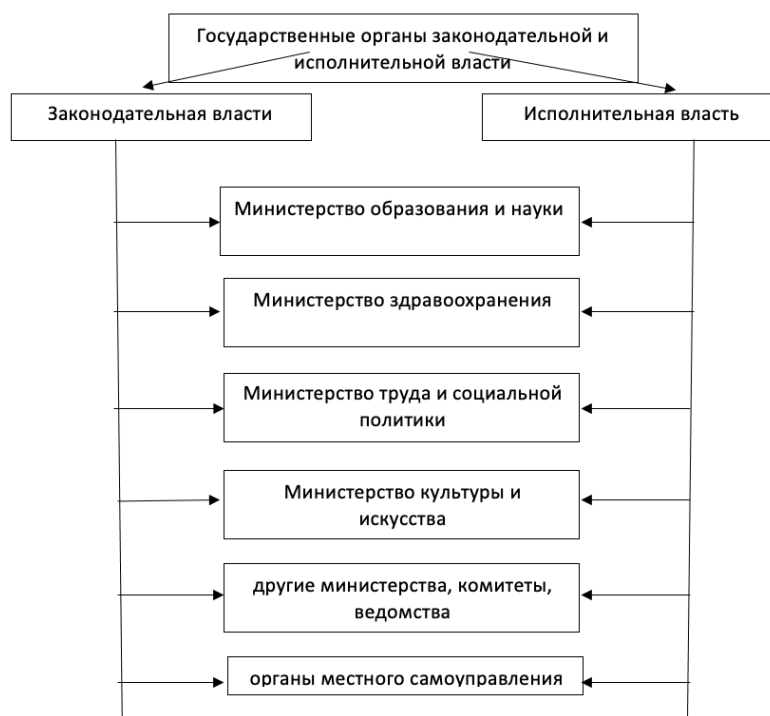 Государственные органы законодательной и
исполнительной власти
Законодательная власти
Исполнительная власть
Министерство образования и науки
Министерство здравоохранения
Министерство труда и социальной
политики
Министерство культуры и
искусства
другие министерства, комитеты,
ведомства
органы местного самоуправления